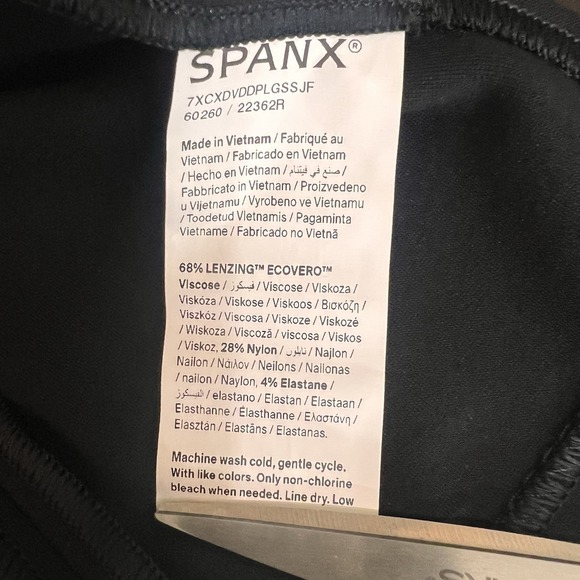 SPANX®
7XCXDVDDPLGSSJF
60260 / 22362R
Made in Vietnam / Fabriqué au
Vietnam / Fabricado en Vietnam
/ Hecho en Vietnam / صنع في فيتنام /
Fabbricato in Vietnam / Proizvedeno
u Vijetnamu / Vyrobeno ve Vietnamu
/ Toodetud Vietnamis / Pagaminta
Vietname / Fabricado no Vietnã
68% LENZING™ ECOVERO™
Viscose / فيسكوز / Viscose / Viskoza /
Viskóza / Viskose / Viskoos / Βισκόζη /
Viszkóz / Viscosa / Viskoze / Viskozé
/ Wiskoza / Viscoză / viscosa / Viskos
/ Viskoz, 28% Nylon / نايلون / Najlon /
Nailon / Νάιλον / Neilons / Nailonas
/ nailon / Naylon, 4% Elastane /
الفيسكوز / elastano / Elastan / Elastaan /
Elasthanne / Élasthanne / Ελαστάνη /
Elasztán / Elastāns / Elastanas.
Machine wash cold, gentle cycle.
With like colors. Only non-chlorine
bleach when needed. Line dry. Low